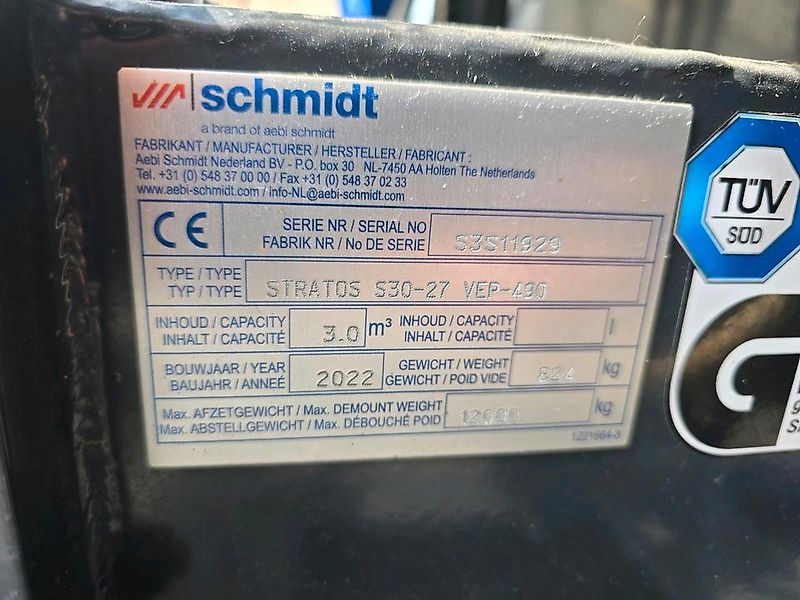 schmidt
a brand of aebi schmidt
FABRIKANT / MANUFACTURER / HERSTELLER / FABRICANT :
Aebi Schmidt Nederland BV - P.O. box 30 NL-7450 AA Holten The Netherlands
Tel. +31 (0) 548 37 00 00 / Fax +31 (0) 548 37 02 33
www.aebi-schmidt.com / info-NL@aebi-schmidt.com
CE
SERIE NR / SERIAL NO
FABRIK NR / No DE SERIE
S3S11929
TYPE / TYPE
TYP / TYPE
STRATOS S30-27 VEP-490
INHOUD / CAPACITY
INHALT / CAPACITÉ
3.0 m³
INHOUD / CAPACITY
INHALT / CAPACITÉ
l
BOUWJAAR / YEAR
BAUJAHR / ANNEÉ
2022
GEWICHT / WEIGHT
GEWICHT / POID VIDE
824 kg
Max. AFZETGEWICHT / Max. DEMOUNT WEIGHT
Max. ABSTELLGEWICHT / Max. DÉBOUCHÉ POID
12000 kg
1221664-3
TÜV
SÜD